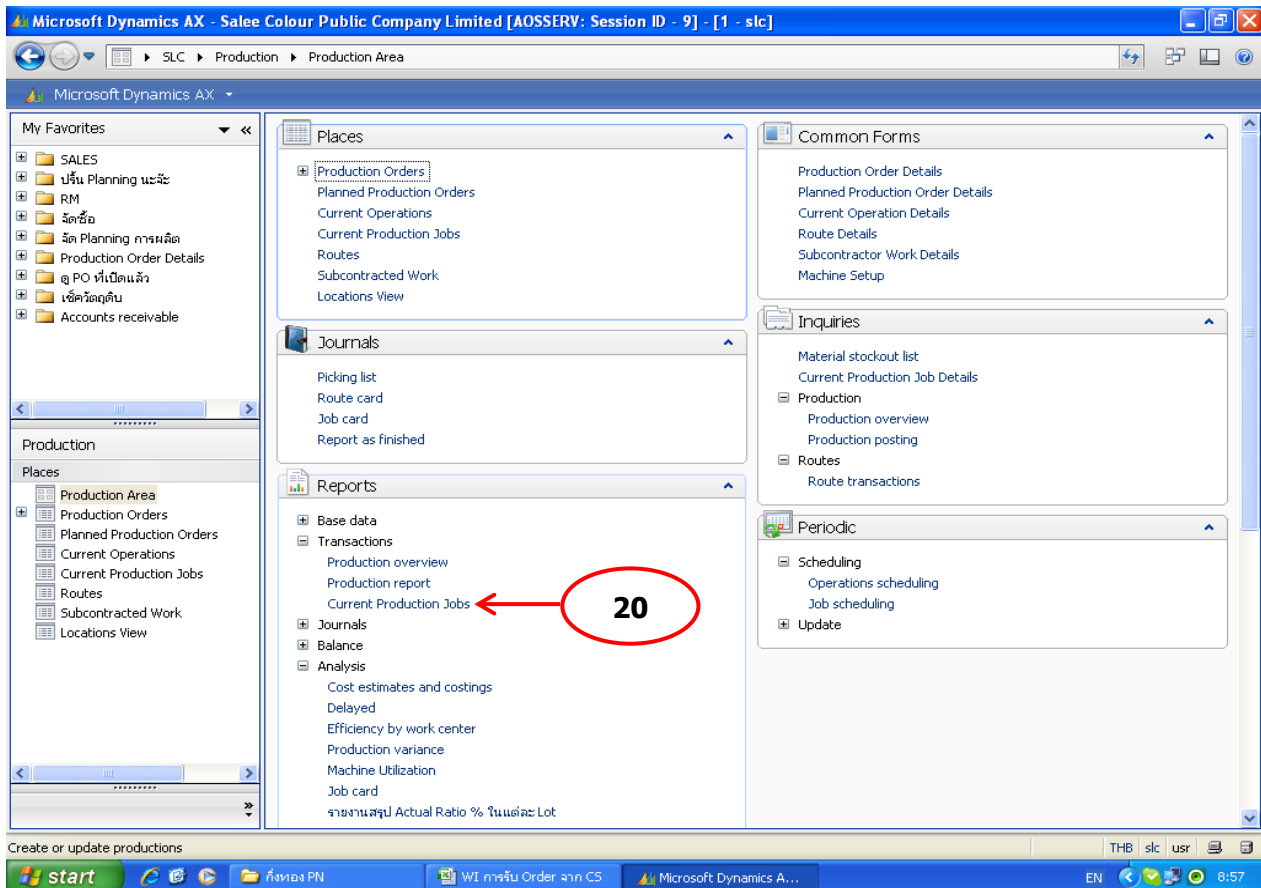 Microsoft Dynamics AX - Salee Colour Public Company Limited [AOSSERV: Session ID - 9] - [1 - slc]
SLC Production Production Area
Microsoft Dynamics AX
My Favorites
SALES
ปริ้น Planning นะจ๊ะ
RM
จัดซื้อ
จัด Planning การผลิต
Production Order Details
ดู PO ที่เปิดแล้ว
เช็ควัตถุดิบ
Accounts receivable
Production
Places
Production Area
Production Orders
Planned Production Orders
Current Operations
Current Production Jobs
Routes
Subcontracted Work
Locations View
Places
Production Orders
Planned Production Orders
Current Operations
Current Production Jobs
Routes
Subcontracted Work
Locations View
Journals
Picking list
Route card
Job card
Report as finished
Reports
Base data
Transactions
Production overview
Production report
Current Production Jobs
20
Journals
Balance
Analysis
Cost estimates and costings
Delayed
Efficiency by work center
Production variance
Machine Utilization
Job card
รายงานสรุป Actual Ratio % ในแต่ละ Lot
Common Forms
Production Order Details
Planned Production Order Details
Current Operation Details
Route Details
Subcontractor Work Details
Machine Setup
Inquiries
Material stockout list
Current Production Job Details
Production
Production overview
Production posting
Routes
Route transactions
Periodic
Scheduling
Operations scheduling
Job scheduling
Update
Create or update productions
THB slc usr
start
กิ่งทอง PN
WI การรับ Order จาก CS
Microsoft Dynamics A...
EN
8:57